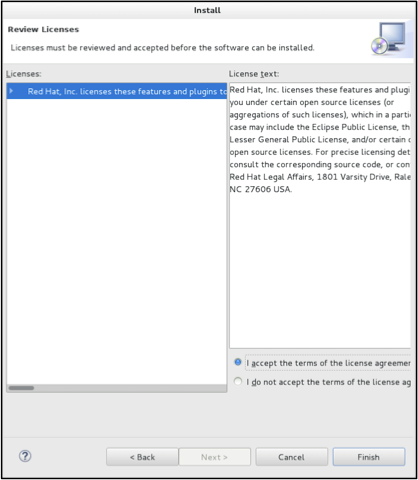 Install
Review Licenses
Licenses must be reviewed and accepted before the software can be installed.
Licenses:
Red Hat, Inc. licenses these features and plugins to
License text:
Red Hat, Inc. licenses these features and plugi
you under certain open source licenses (or
aggregations of such licenses), which in a parti
case may include the Eclipse Public License, th
Lesser General Public License, and/or certain o
open source licenses. For precise licensing det
consult the corresponding source code, or con
Red Hat Legal Affairs, 1801 Varsity Drive, Rale
NC 27606 USA.
I accept the terms of the license agreemen
I do not accept the terms of the license ag
?
< Back
Next >
Cancel
Finish